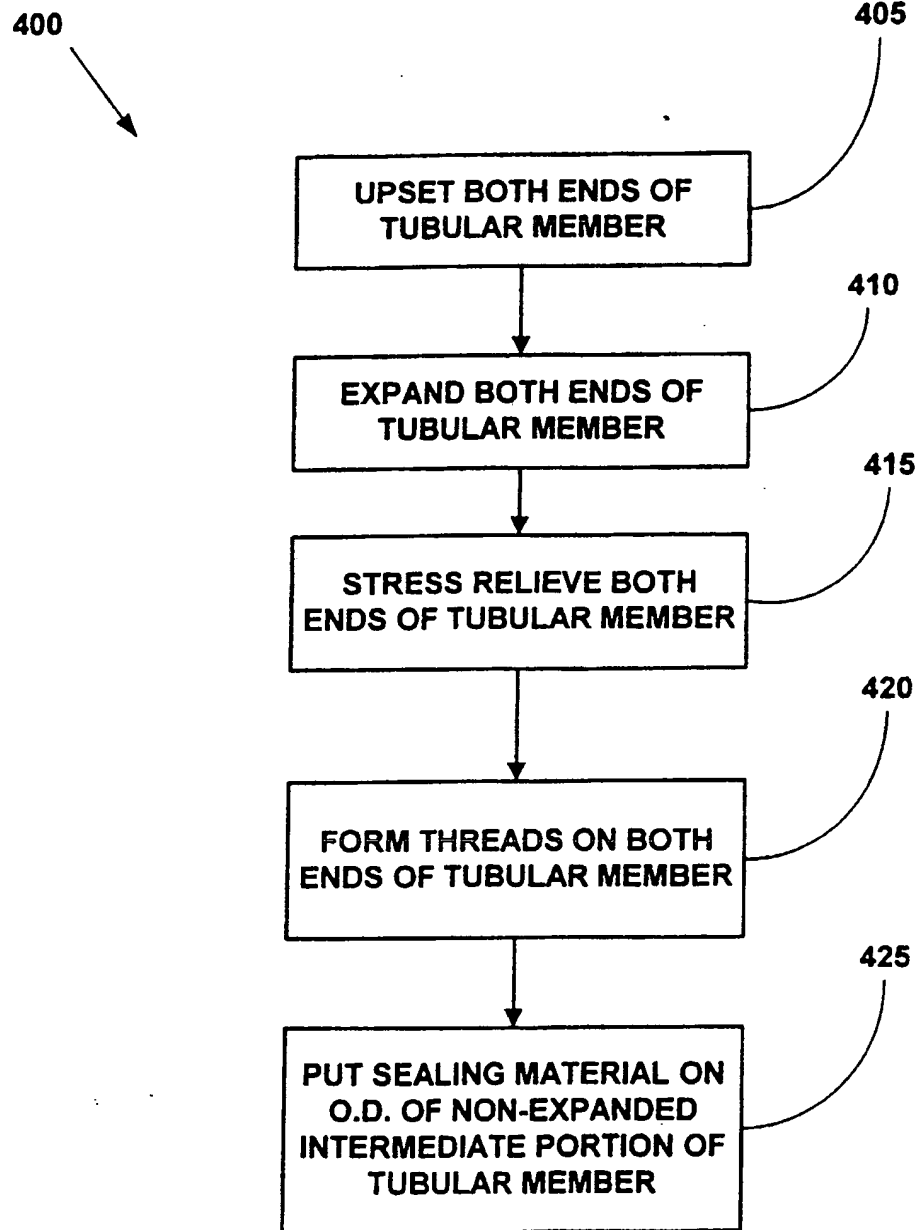 400
405
UPSET BOTH ENDS OF
TUBULAR MEMBER
410
EXPAND BOTH ENDS OF
TUBULAR MEMBER
415
STRESS RELIEVE BOTH
ENDS OF TUBULAR MEMBER
420
FORM THREADS ON BOTH
ENDS OF TUBULAR MEMBER
425
PUT SEALING MATERIAL ON
O.D. OF NON-EXPANDED
INTERMEDIATE PORTION OF
TUBULAR MEMBER